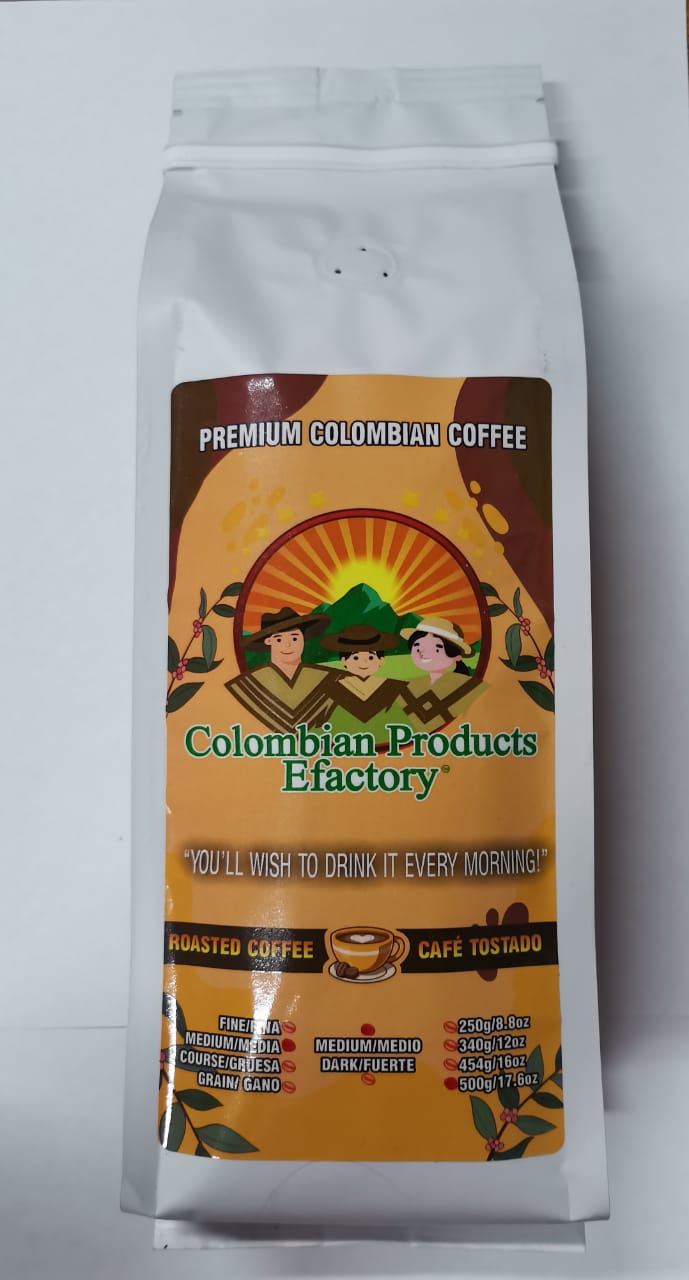 PREMIUM COLOMBIAN COFFEE
Colombian Products
Efactory
"YOU'LL WISH TO DRINK IT EVERY MORNING!"
ROASTED COFFEE CAFÉ TOSTADO
FINE/FINA
MEDIUM/MEDIA
COURSE/GRUESA
GRAIN/ GANO
MEDIUM/MEDIO
DARK/FUERTE
250g/8.8oz
340g/12oz
454g/16oz
500g/17.6oz